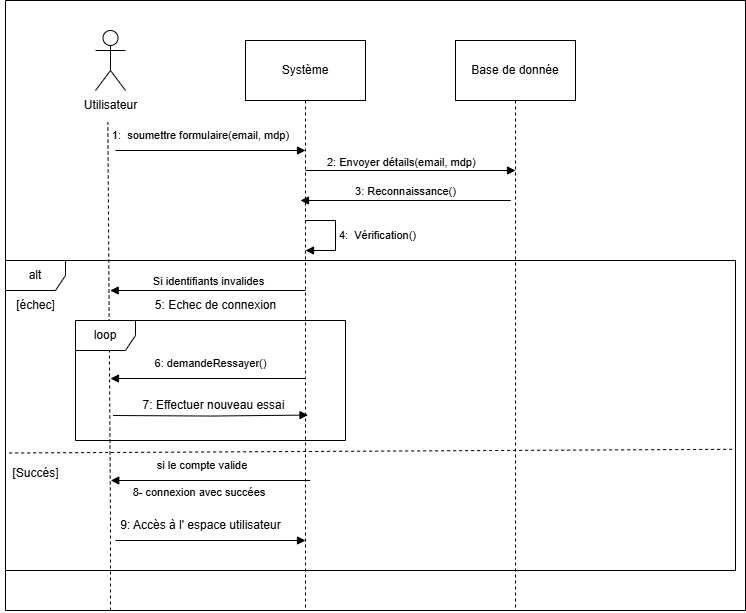 Utilisateur
Système
Base de donnée
1:  soumettre formulaire(email, mdp)
2: Envoyer détails(email, mdp)
3: Reconnaissance()
4:  Vérification()
alt
Si identifiants invalides
[échec]
5: Echec de connexion
loop
6: demandeRessayer()
7: Effectuer nouveau essai
si le compte valide
[Succés]
8- connexion avec succées
9: Accès à l' espace utilisateur